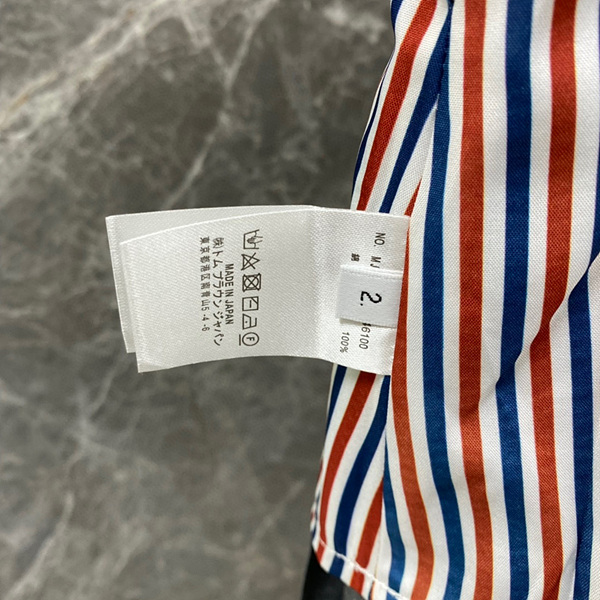 NO. MJ 6100
綿 100%
2.
MADE IN JAPAN
㈱トム ブラウン ジャパン
東京都港区南青山5-4-6
F